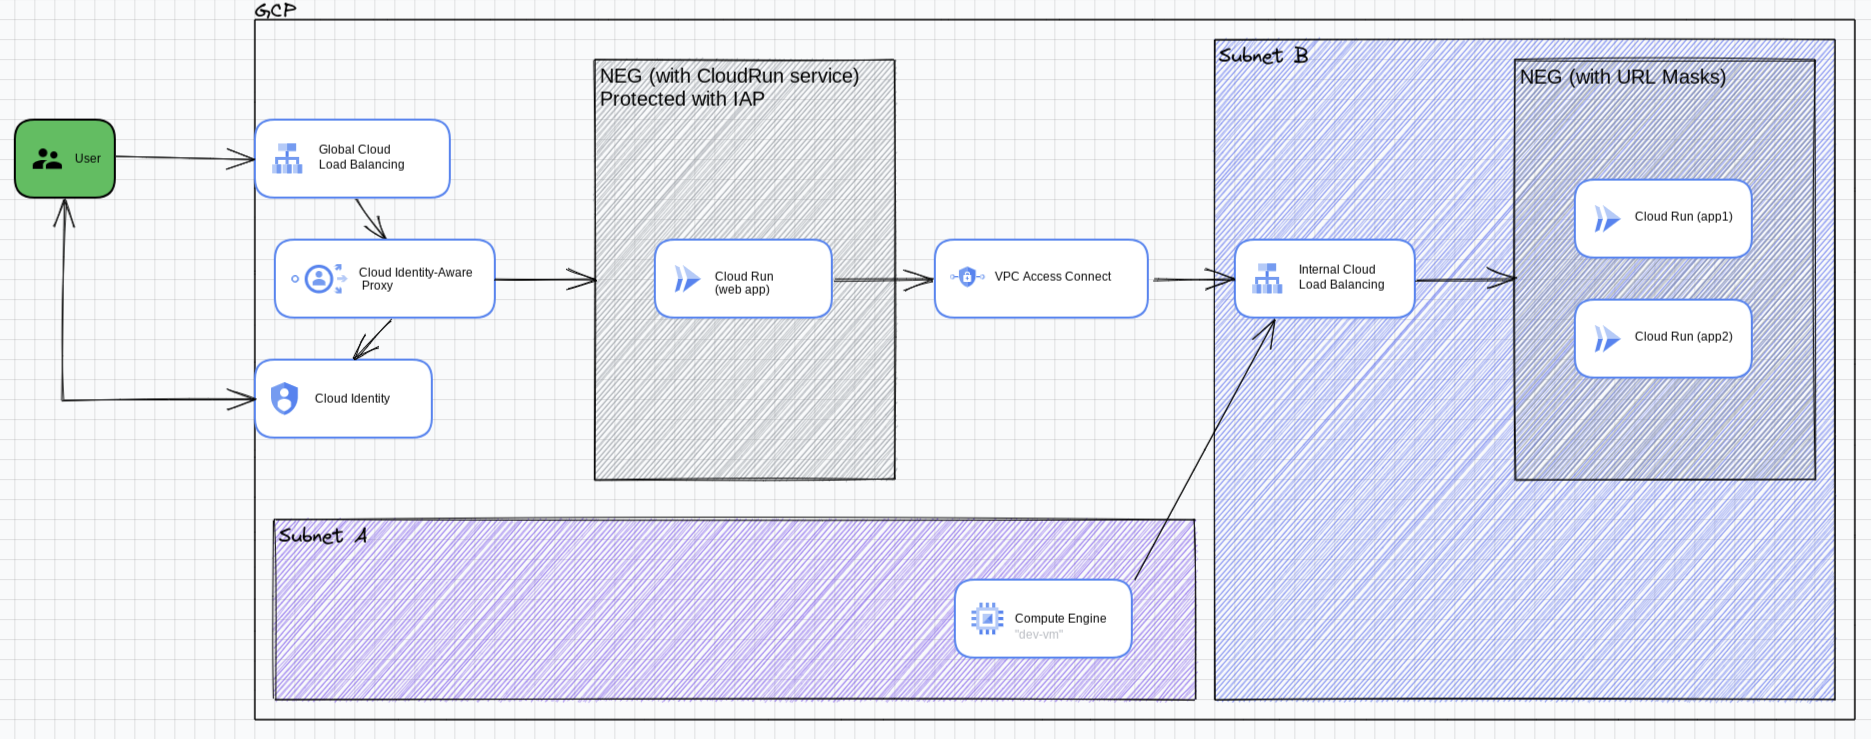 GCP
User
Global Cloud
Load Balancing
Cloud Identity-Aware
Proxy
Cloud Identity
NEG (with CloudRun service)
Protected with IAP
Cloud Run
(web app)
VPC Access Connect
Subnet B
Internal Cloud
Load Balancing
NEG (with URL Masks)
Cloud Run (app1)
Cloud Run (app2)
Subnet A
Compute Engine
"dev-vm"